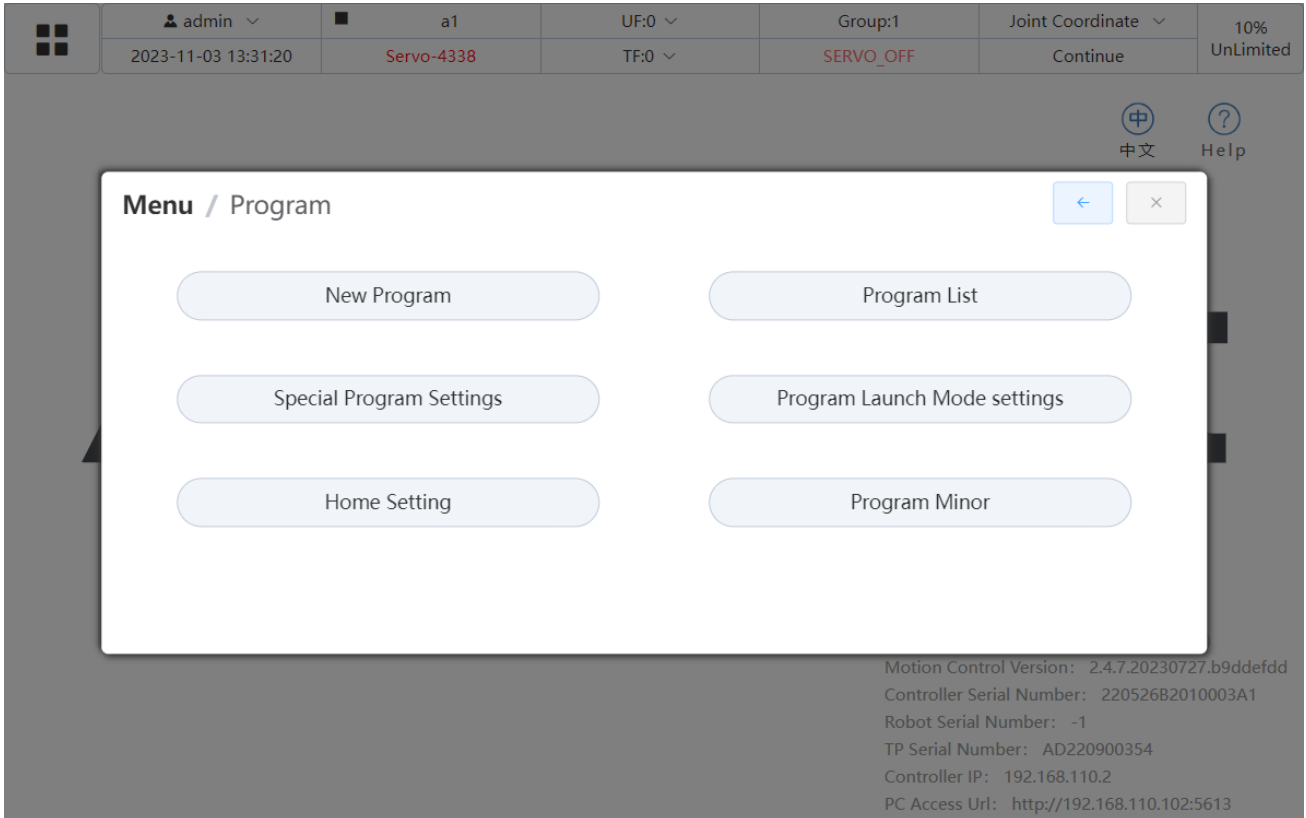 admin a1 UF:0 Group:1 Joint Coordinate 10%
2023-11-03 13:31:20 Servo-4338 TF:0 SERVO_OFF Continue UnLimited
中
?
中文 Help
Menu / Program
New Program Program List
Special Program Settings Program Launch Mode settings
Home Setting Program Minor
Motion Control Version: 2.4.7.20230727.b9ddefdd
Controller Serial Number: 220526B2010003A1
Robot Serial Number: -1
TP Serial Number: AD220900354
Controller IP: 192.168.110.2
PC Access Url: http://192.168.110.102:5613